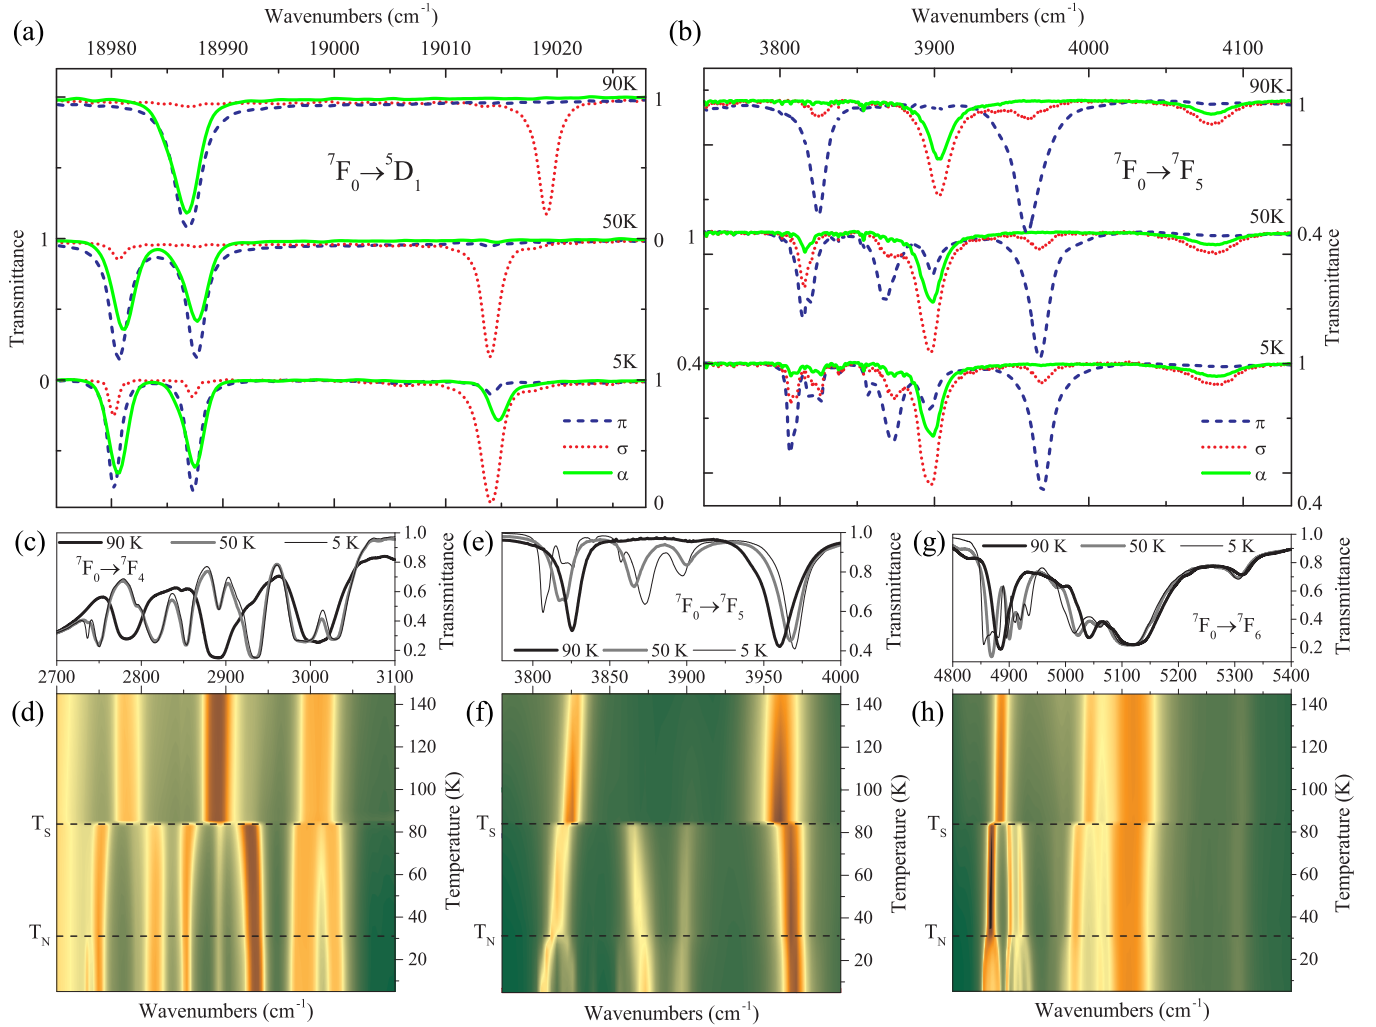 (a)
Wavenumbers (cm⁻¹)
18980 18990 19000 19010 19020
90K
1
⁷F₀→⁵D₁
50K
1
0
5K
0
1
π
σ
α
0
Transmittance
(b)
Wavenumbers (cm⁻¹)
3800 3900 4000 4100
90K
1
⁷F₀→⁷F₅
50K
1
0.4
5K
0.4
1
π
σ
α
0.4
Transmittance
(c)
90 K 50 K 5 K
⁷F₀→⁷F₄
1.0
0.8
0.6
0.4
0.2
Transmittance
2700 2800 2900 3000 3100
(e)
⁷F₀→⁷F₅
90 K 50 K 5 K
1.0
0.8
0.6
0.4
Transmittance
3800 3850 3900 3950 4000
(g)
90 K 50 K 5 K
⁷F₀→⁷F₆
1.0
0.8
0.6
0.4
0.2
Transmittance
4800 4900 5000 5100 5200 5300 5400
(d)
T_S
T_N
140
120
100
80
60
40
20
Temperature (K)
Wavenumbers (cm⁻¹)
(f)
T_S
T_N
140
120
100
80
60
40
20
Temperature (K)
Wavenumbers (cm⁻¹)
(h)
T_S
T_N
140
120
100
80
60
40
20
Temperature (K)
Wavenumbers (cm⁻¹)